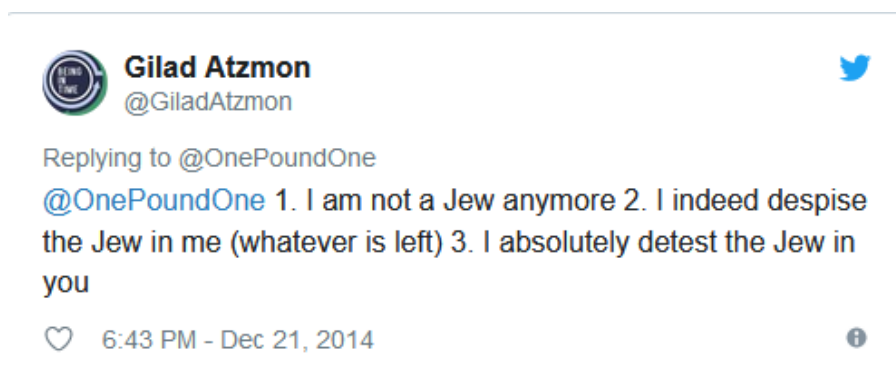 Gilad Atzmon
@GiladAtzmon
Replying to @OnePoundOne
@OnePoundOne 1. I am not a Jew anymore 2. I indeed despise
the Jew in me (whatever is left) 3. I absolutely detest the Jew in
you
6:43 PM - Dec 21, 2014
BEING
IN
TIME